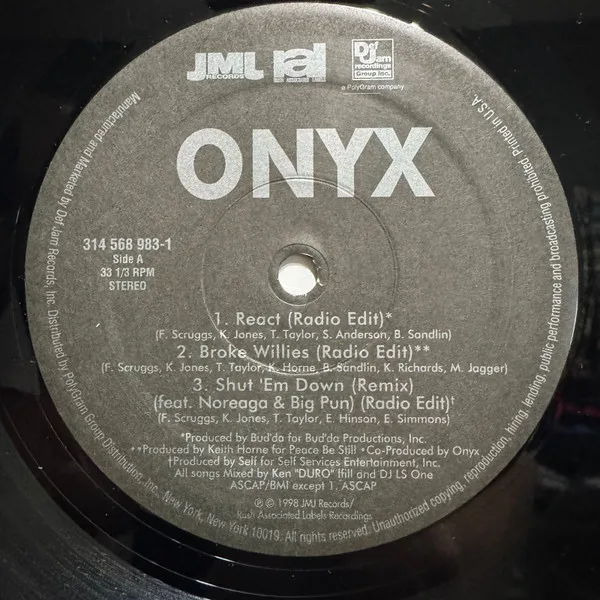 JMJ RECORDS
ral
Def Jam recordings Group Inc.
a PolyGram company
ONYX
314 568 983-1
Side A
33 1/3 RPM
STEREO
1. React (Radio Edit)*
(F. Scruggs, K. Jones, T. Taylor, S. Anderson, B. Sandlin)
2. Broke Willies (Radio Edit)**
(F. Scruggs, K. Jones, T. Taylor, K. Horne, B. Sandlin, K. Richards, M. Jagger)
3. Shut 'Em Down (Remix)
(feat. Noreaga & Big Pun) (Radio Edit)†
(F. Scruggs, K. Jones, T. Taylor, E. Hinson, E. Simmons)
*Produced by Bud'da for Bud'da Productions, Inc.
**Produced by Keith Horne for Peace Be Still •Co-Produced by Onyx
†Produced by Self for Self Services Entertainment, Inc.
All songs Mixed by Ken "DURO" Ifill and DJ LS One
ASCAP/BMI except 1. ASCAP
℗ © 1998 JMJ Records/
Rush Associated Labels Recordings
Manufactured and Marketed by Def Jam Records, Inc. Distributed by PolyGram Group Distribution, Inc. New York, New York 10019. All rights reserved. Unauthorized copying, reproduction, hiring, lending, public performance and broadcasting prohibited. Printed in U.S.A.